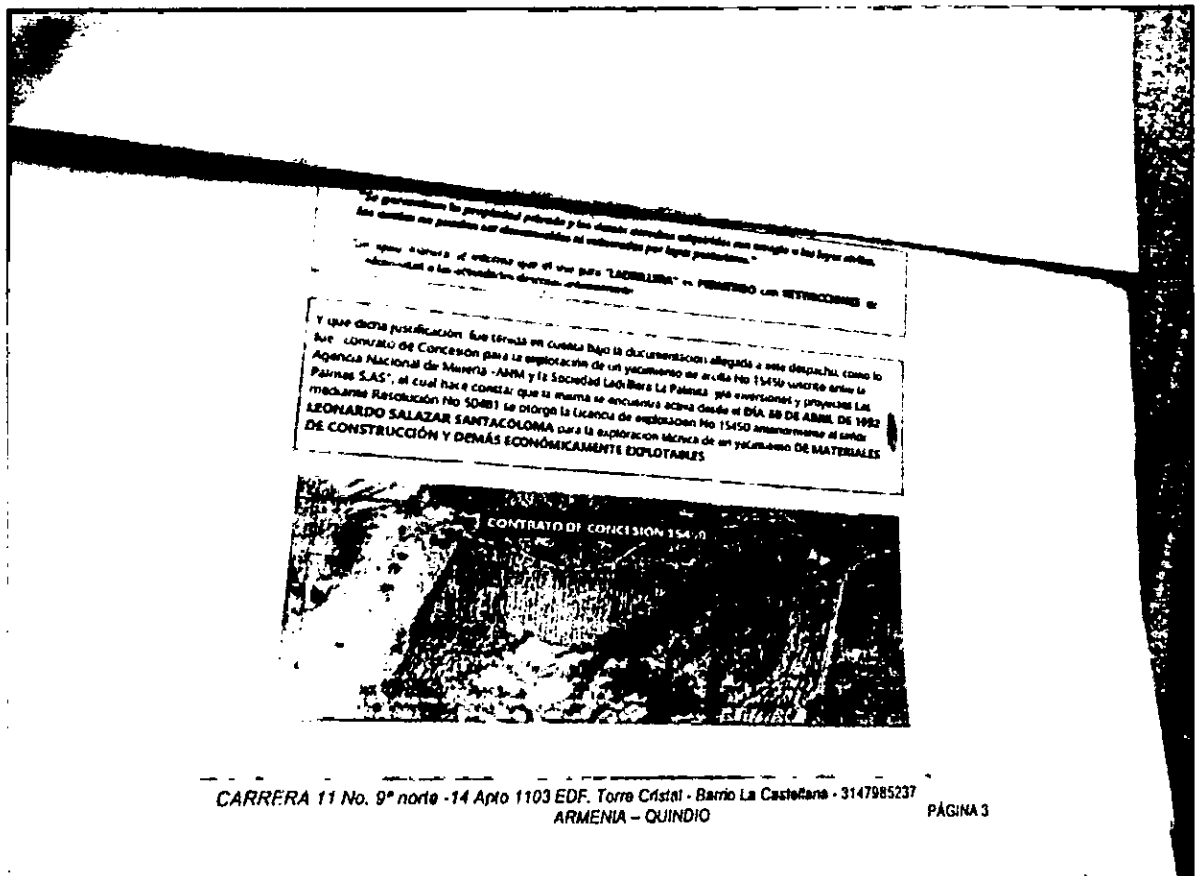 "Se garantizan la propiedad privada y los demás derechos adquiridos con arreglo a las leyes civiles,
los cuales no pueden ser desconocidos ni vulnerados por leyes posteriores."
igual manera se informa que el uso para "LADRILLERA" es PERMITIDO con RESTRICCIONES
a las
Y que dicha justificación fue tenida en cuenta bajo la documentación allegada a este despacho, como lo
fue contrato de Concesión para la explotación de un yacimiento de arcilla No 15450 suscrito entre la
Agencia Nacional de Minería -ANM y la Sociedad Ladrillera La Palmita y proyectos Las
Palmas S.AS", el cual hace constar que la misma se encuentra activa desde el DÍA DE ABRIL DE 1992
mediante Resolución No 50481 se otorgó la Licencia de exploración No 15450 anteriormente al señor
LEONARDO SALAZAR SANTACOLOMA para la exploración técnica de un yacimiento DE MATERIALES
DE CONSTRUCCIÓN Y DEMÁS ECONÓMICAMENTE EXPLOTABLES
CONTRATO DE CONCESION 15450
CARRERA 11 No. 9ª norte -14 Apto 1103 EDF. Torre Cristal - Barrio La Castellana - 3147985237
ARMENIA – QUINDIO
PÁGINA 3